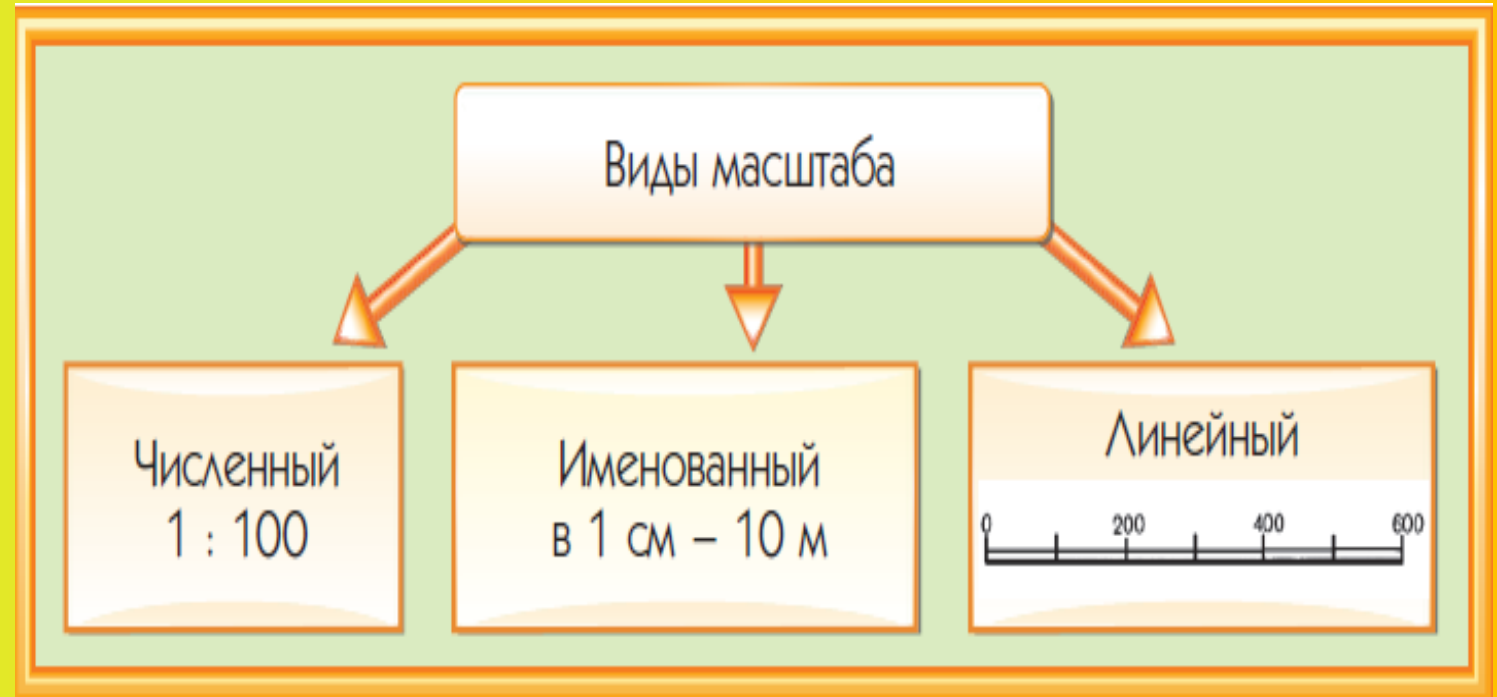 Виды масштаба
Численный
1 : 100
Именованный
в 1 см – 10 м
Линейный
0 200 400 600